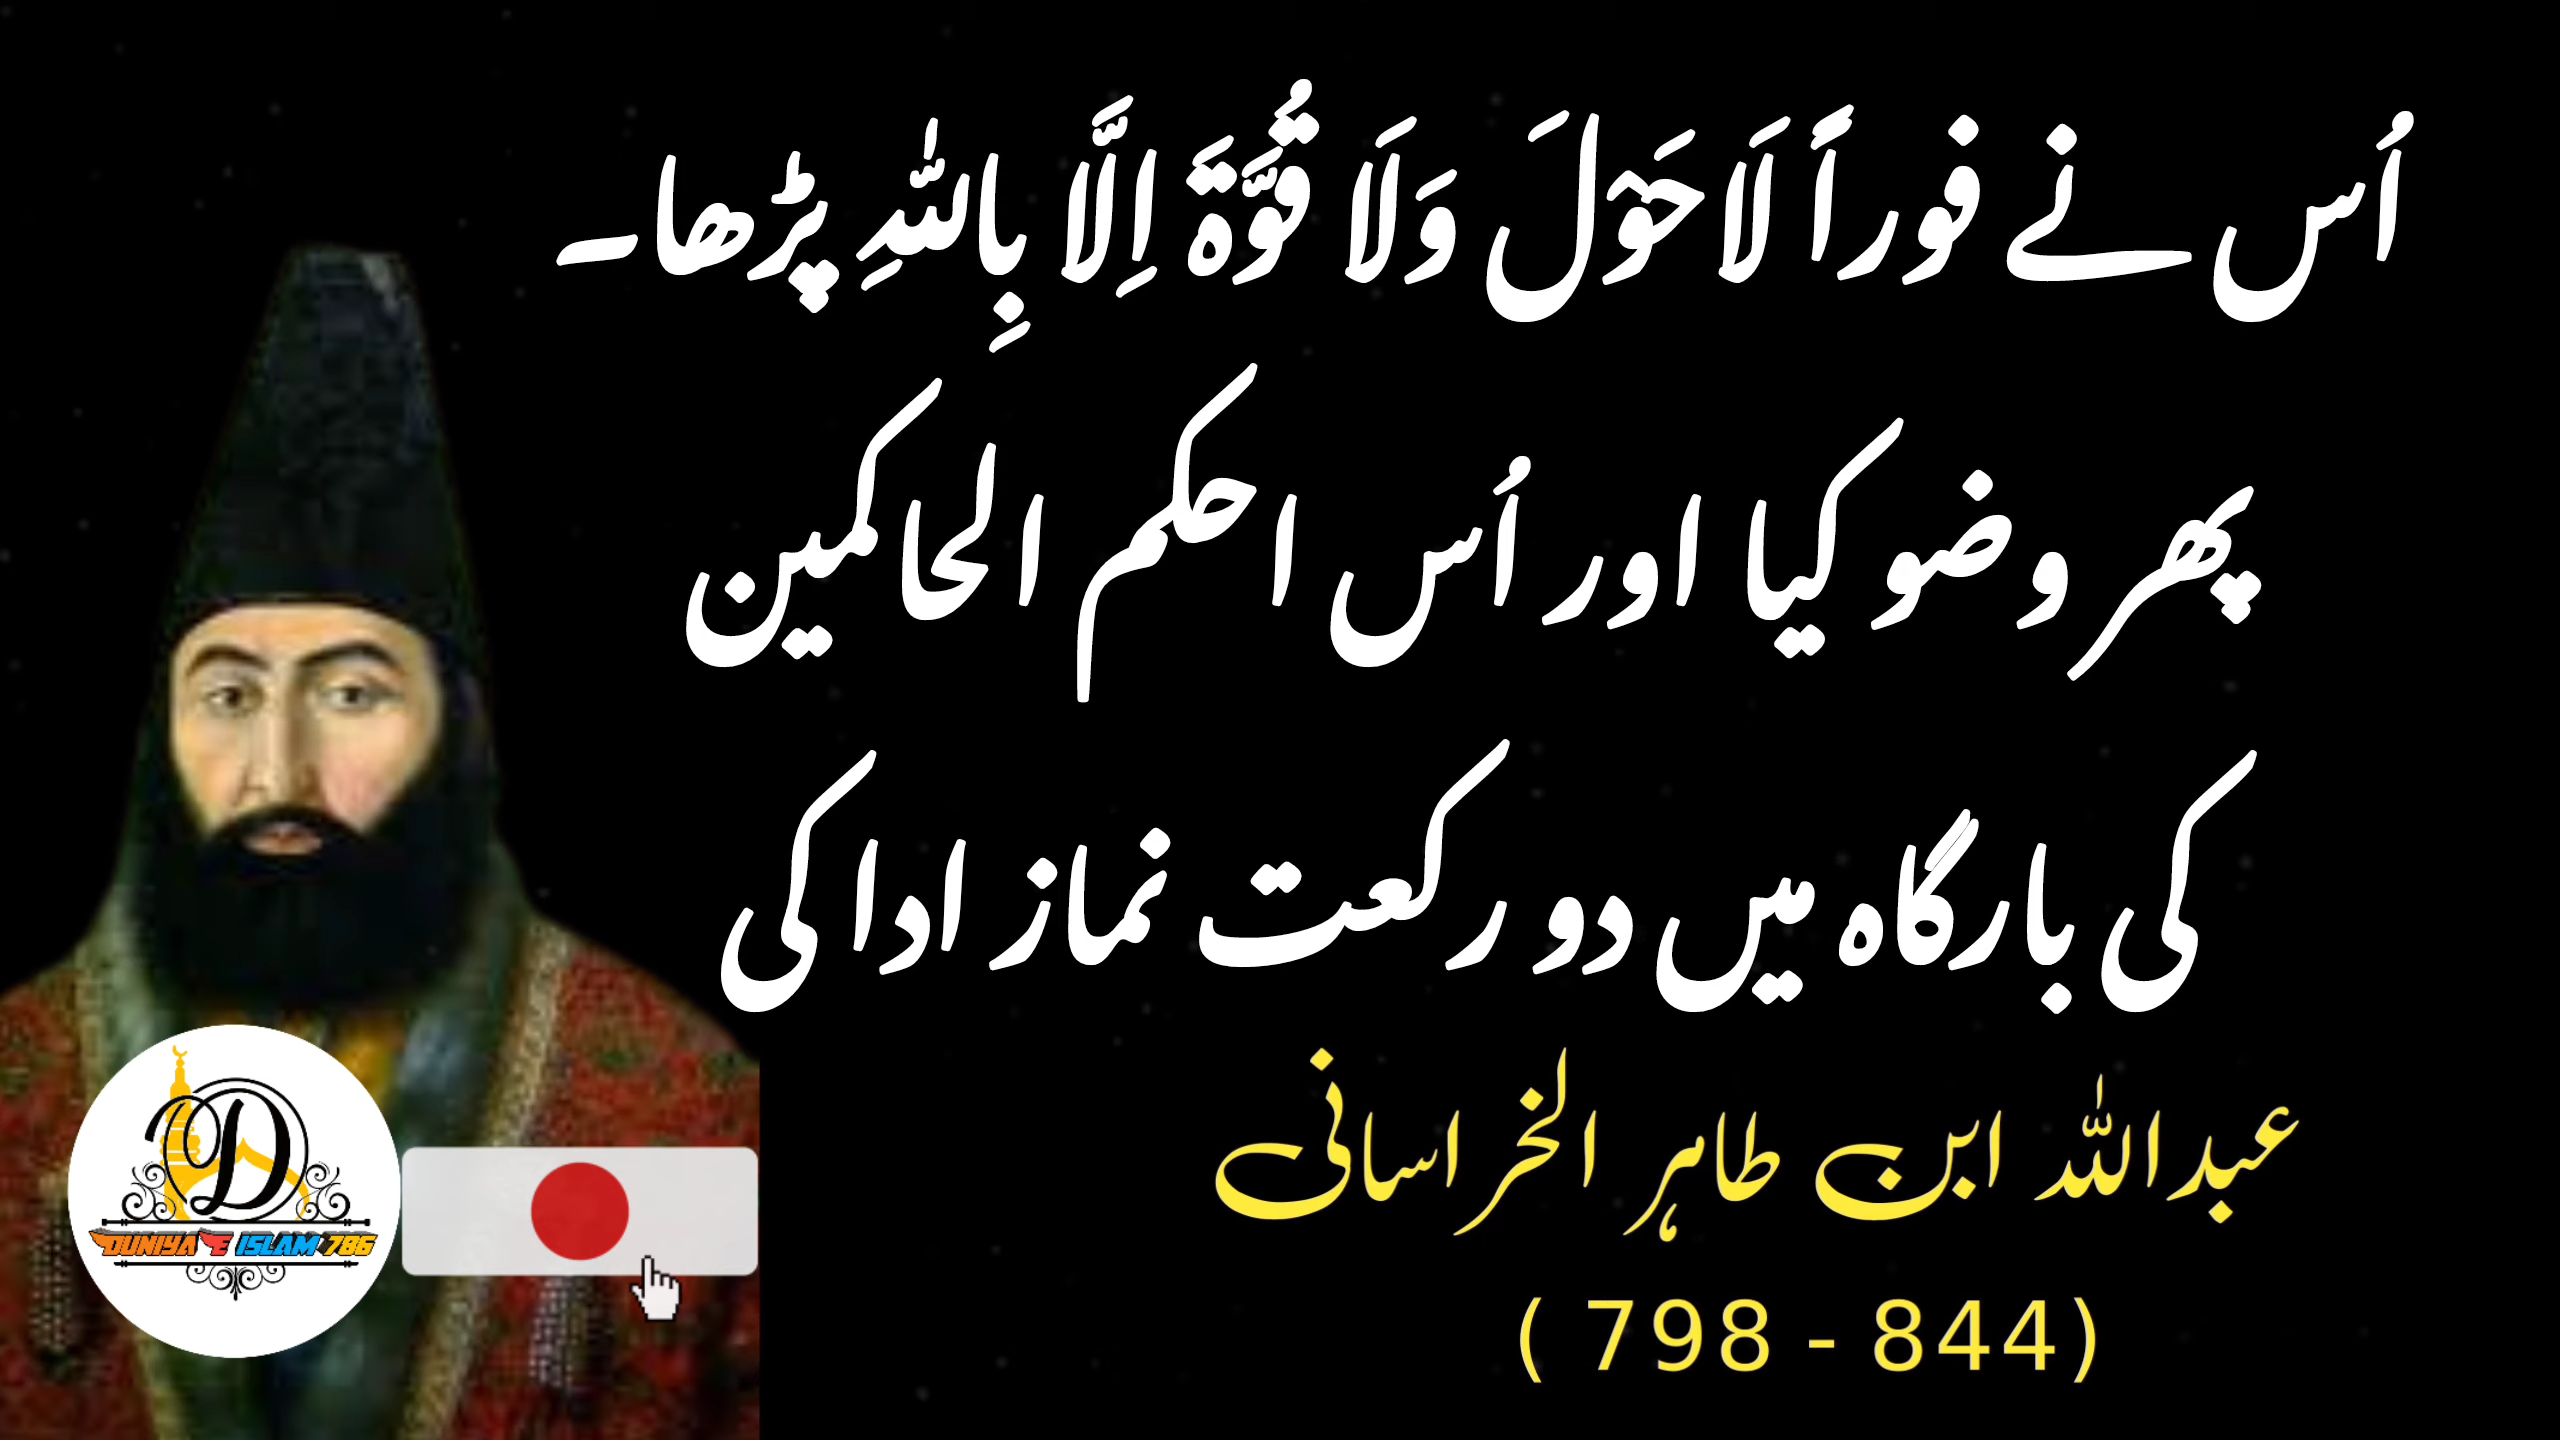 اُس نے فوراً لَا حَوْلَ وَلَا قُوَّةَ اِلَّا بِاللّٰہِ پڑھا۔
پھر وضو کیا اور اُس احکم الحاکمین
کی بارگاہ میں دو رکعت نماز ادا کی
عبداللہ ابن طاہر الخراسانی
( 798 - 844)
D
DUNIYA E ISLAM 786